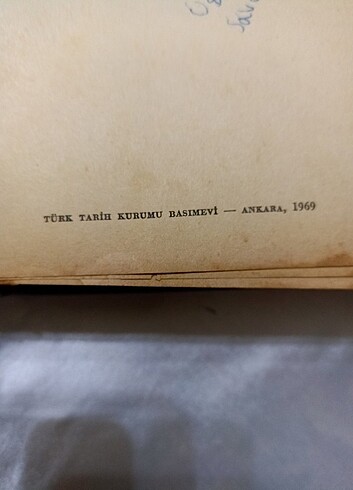 TÜRK TARİH KURUMU BASIMEVİ — ANKARA, 1969